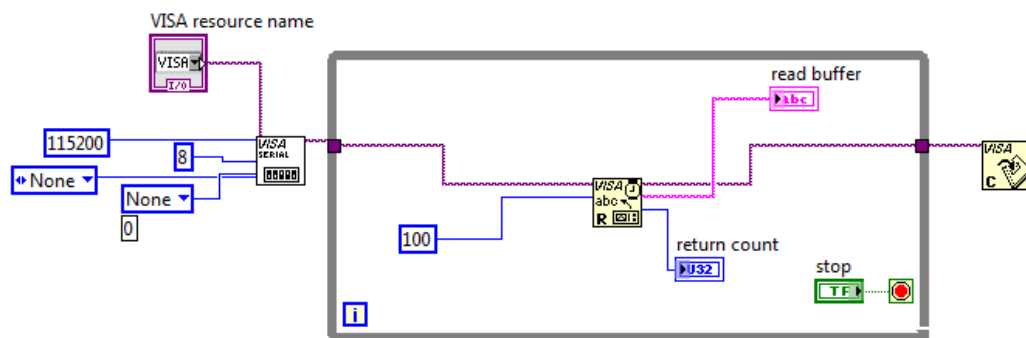 VISA resource name
VISA
I/O
read buffer
abc
115200
VISA
SERIAL
8
None
None
0
VISA
abc
R
VISA
C
100
return count
U32
stop
TF
i